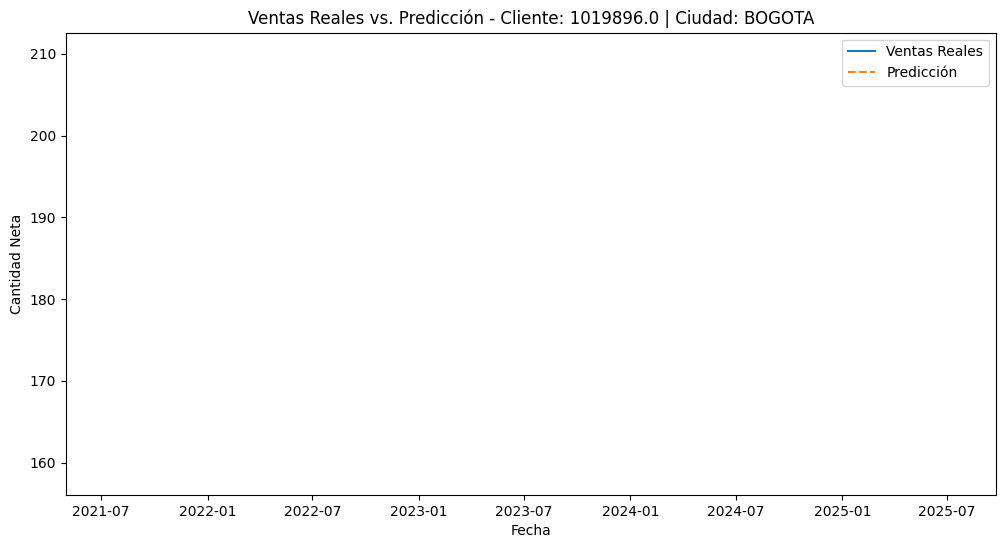 Ventas Reales vs. Predicción - Cliente: 1019896.0 | Ciudad: BOGOTA
Ventas Reales
Predicción
Cantidad Neta
210
200
190
180
170
160
2021-07 2022-01 2022-07 2023-01 2023-07 2024-01 2024-07 2025-01 2025-07
Fecha